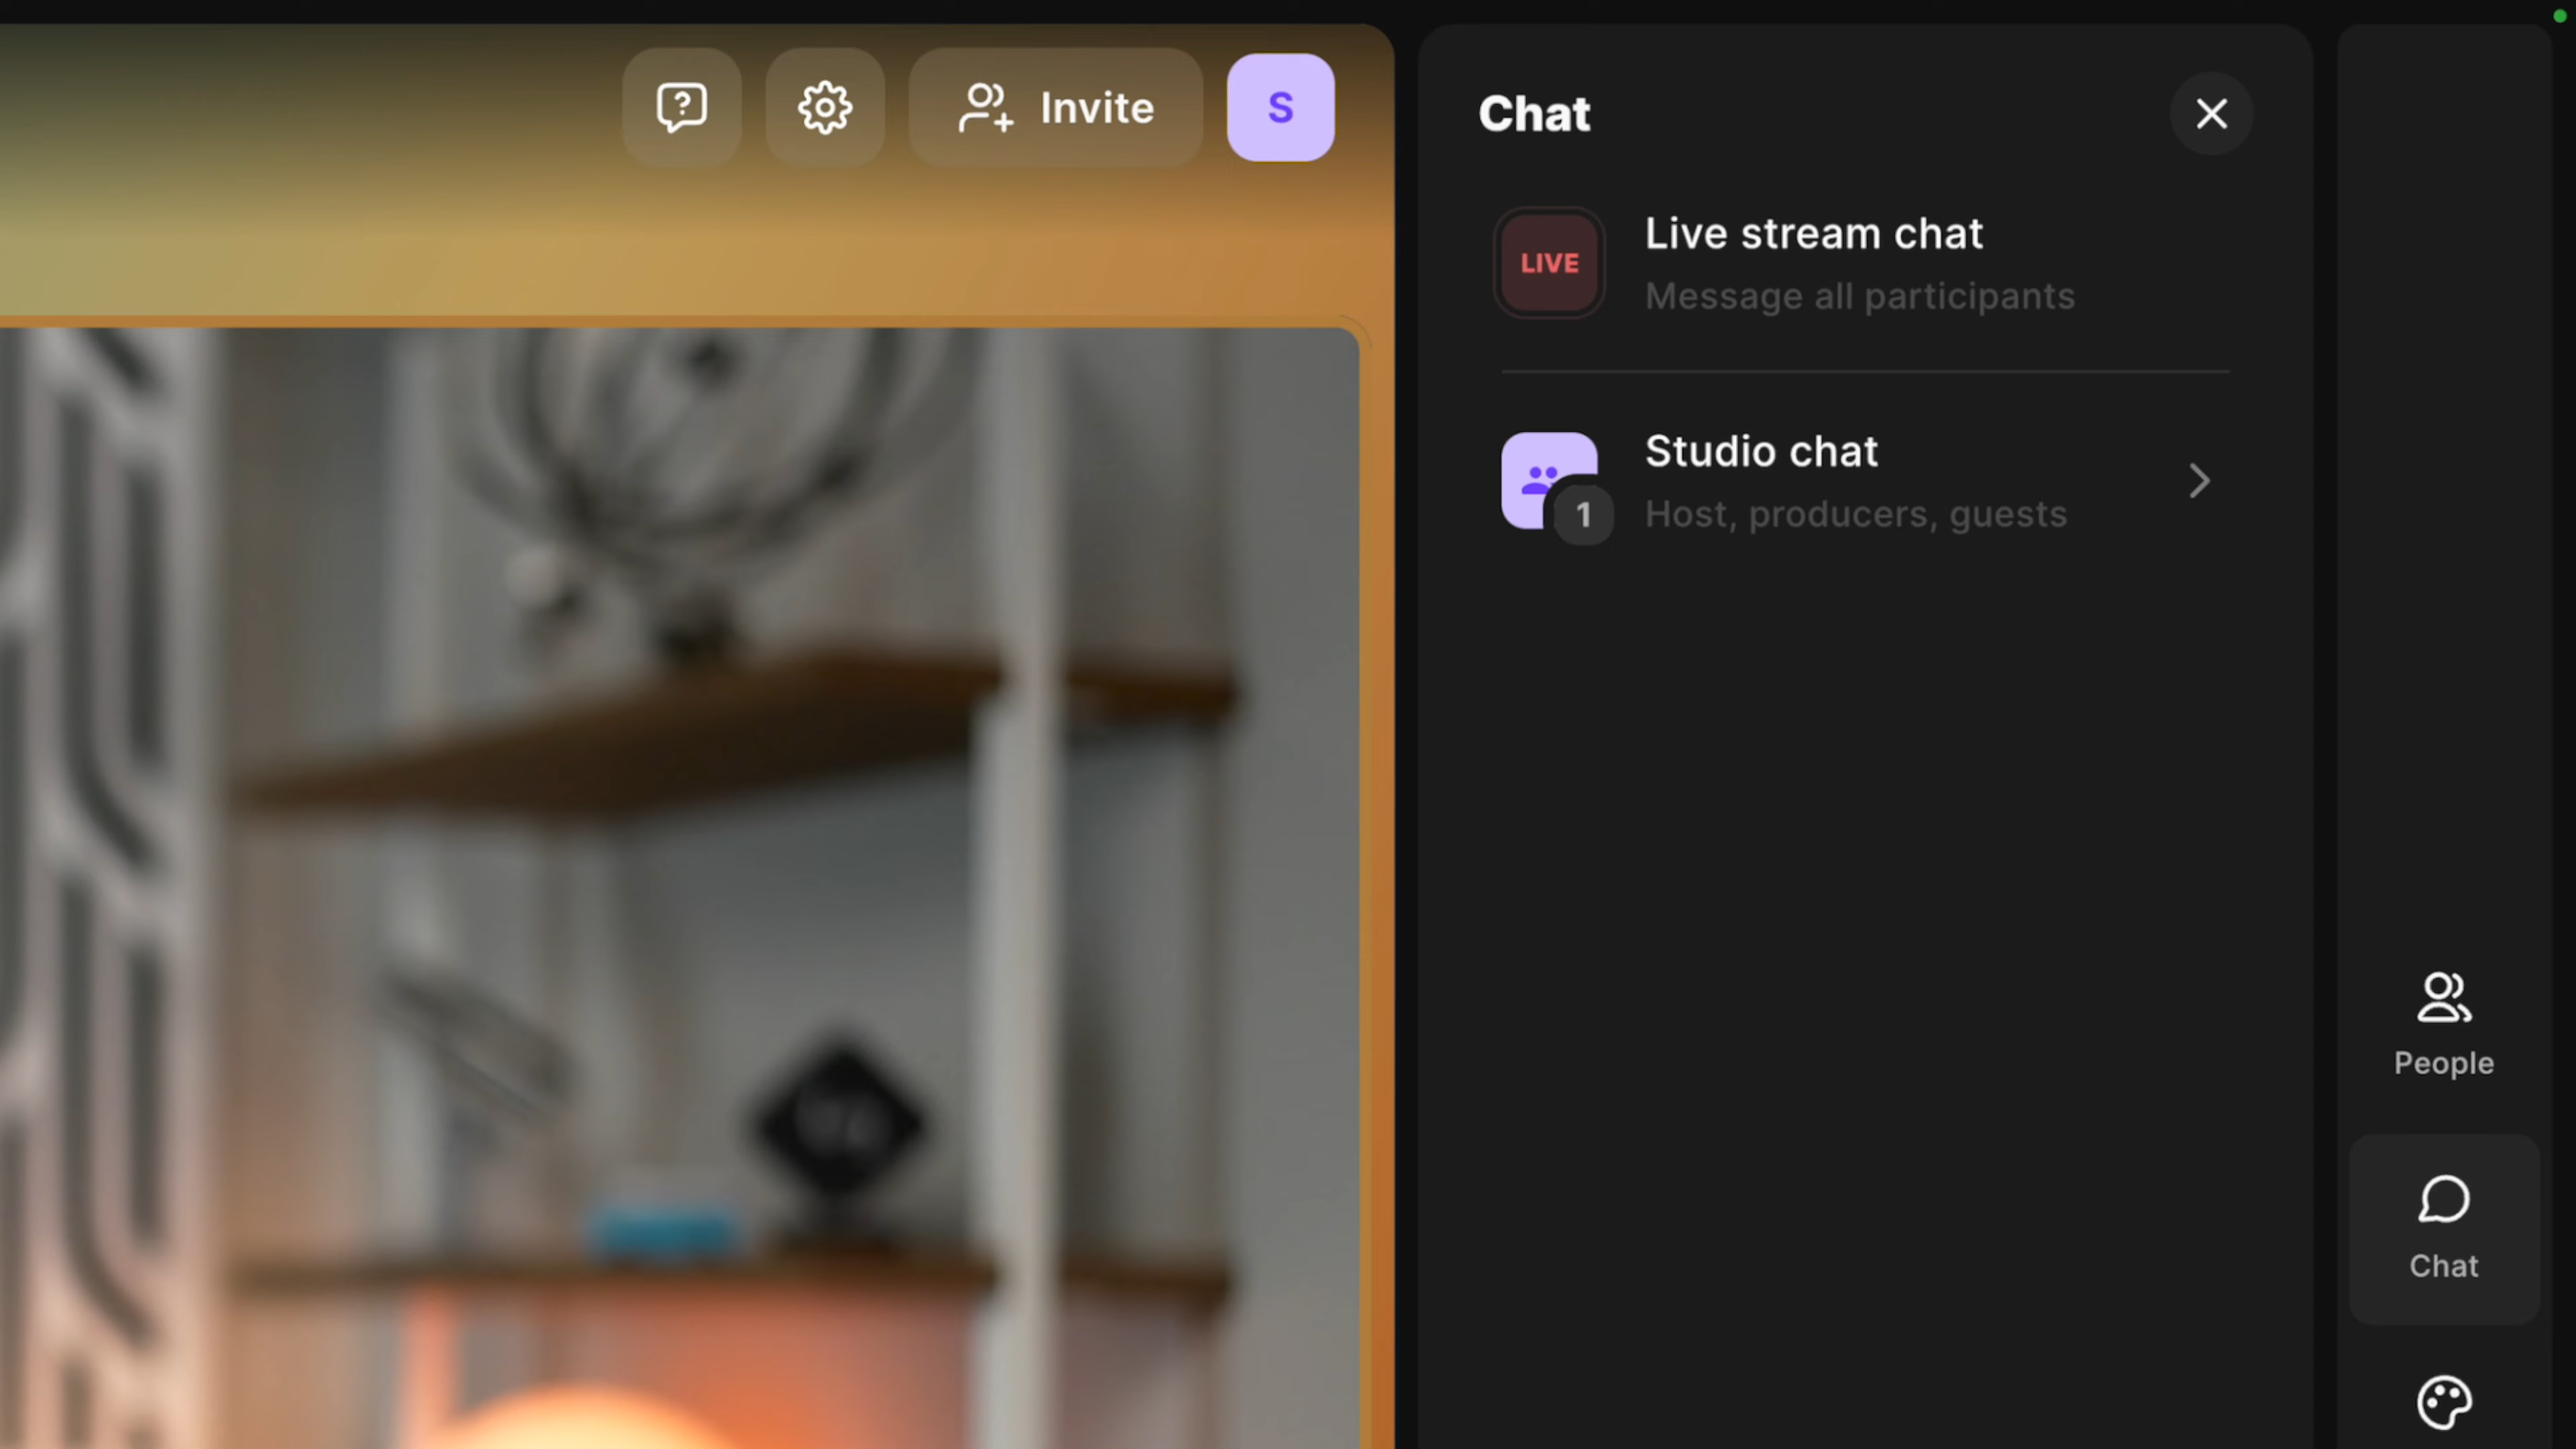 Invite
S
Chat
LIVE
Live stream chat
Message all participants
Studio chat
1
Host, producers, guests
People
Chat